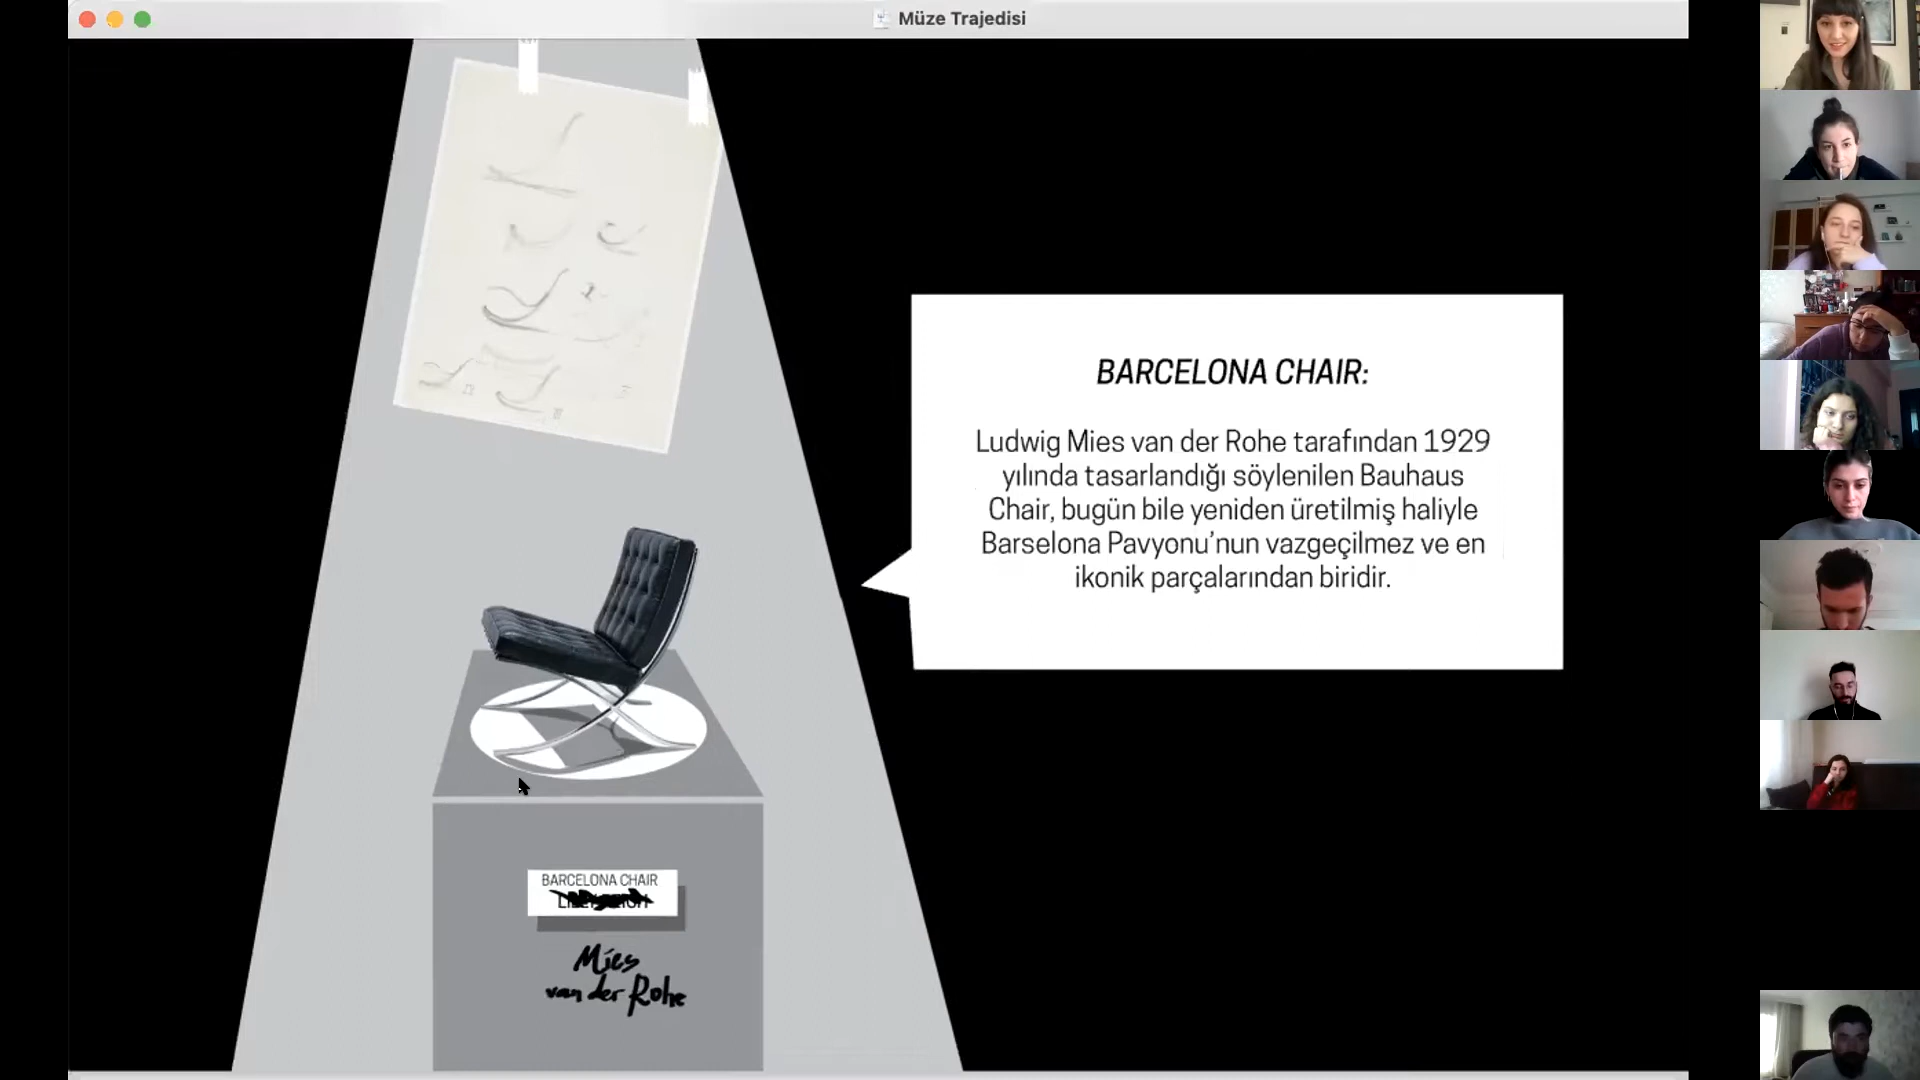 Müze Trajedisi
BARCELONA CHAIR:
Ludwig Mies van der Rohe tarafından 1929
yılında tasarlandığı söylenilen Bauhaus
Chair, bugün bile yeniden üretilmiş haliyle
Barselona Pavyonu’nun vazgeçilmez ve en
ikonik parçalarından biridir.
BARCELONA CHAIR
Mies
van der Rohe